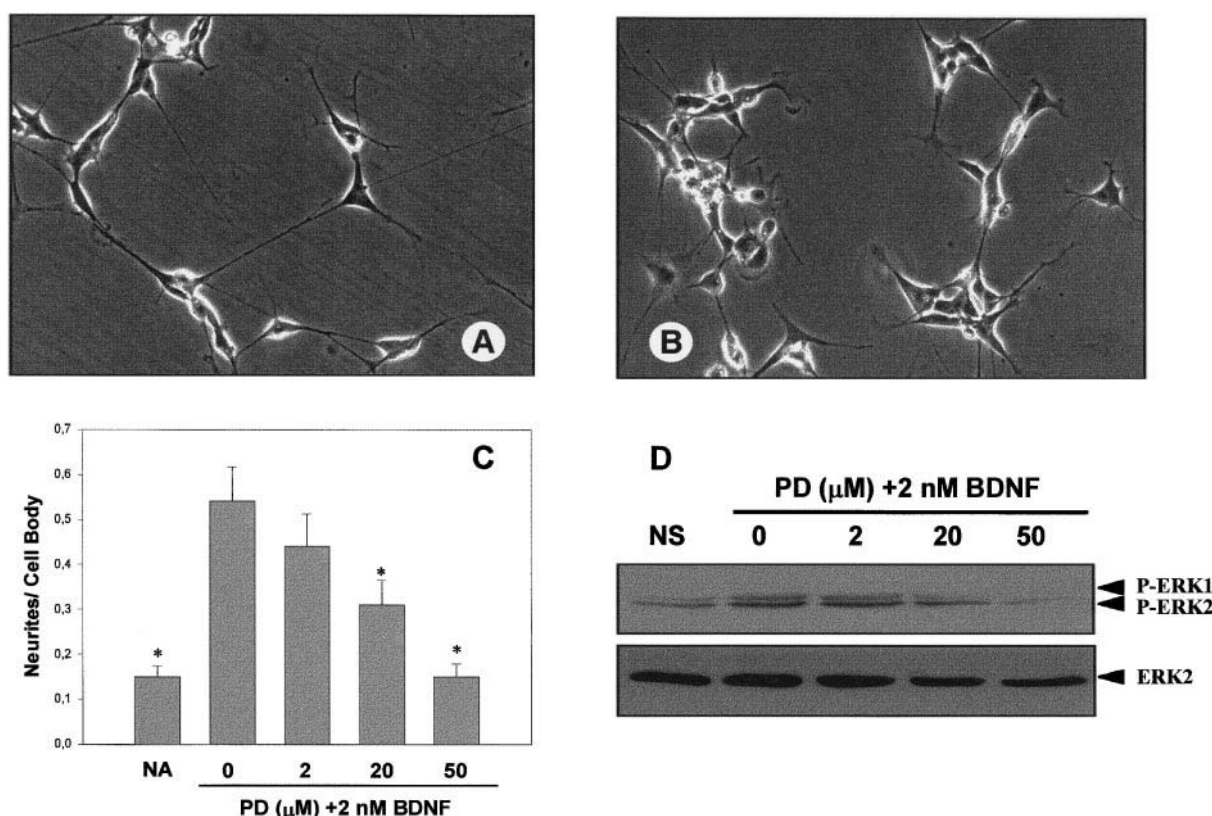 A
B
C
Neurites/ Cell Body
0,7
0,6
0,5
0,4
0,3
0,2
0,1
0,0
*
*
*
NA 0 2 20 50
PD (μM) +2 nM BDNF
D
PD (μM) +2 nM BDNF
NS 0 2 20 50
P-ERK1
P-ERK2
ERK2